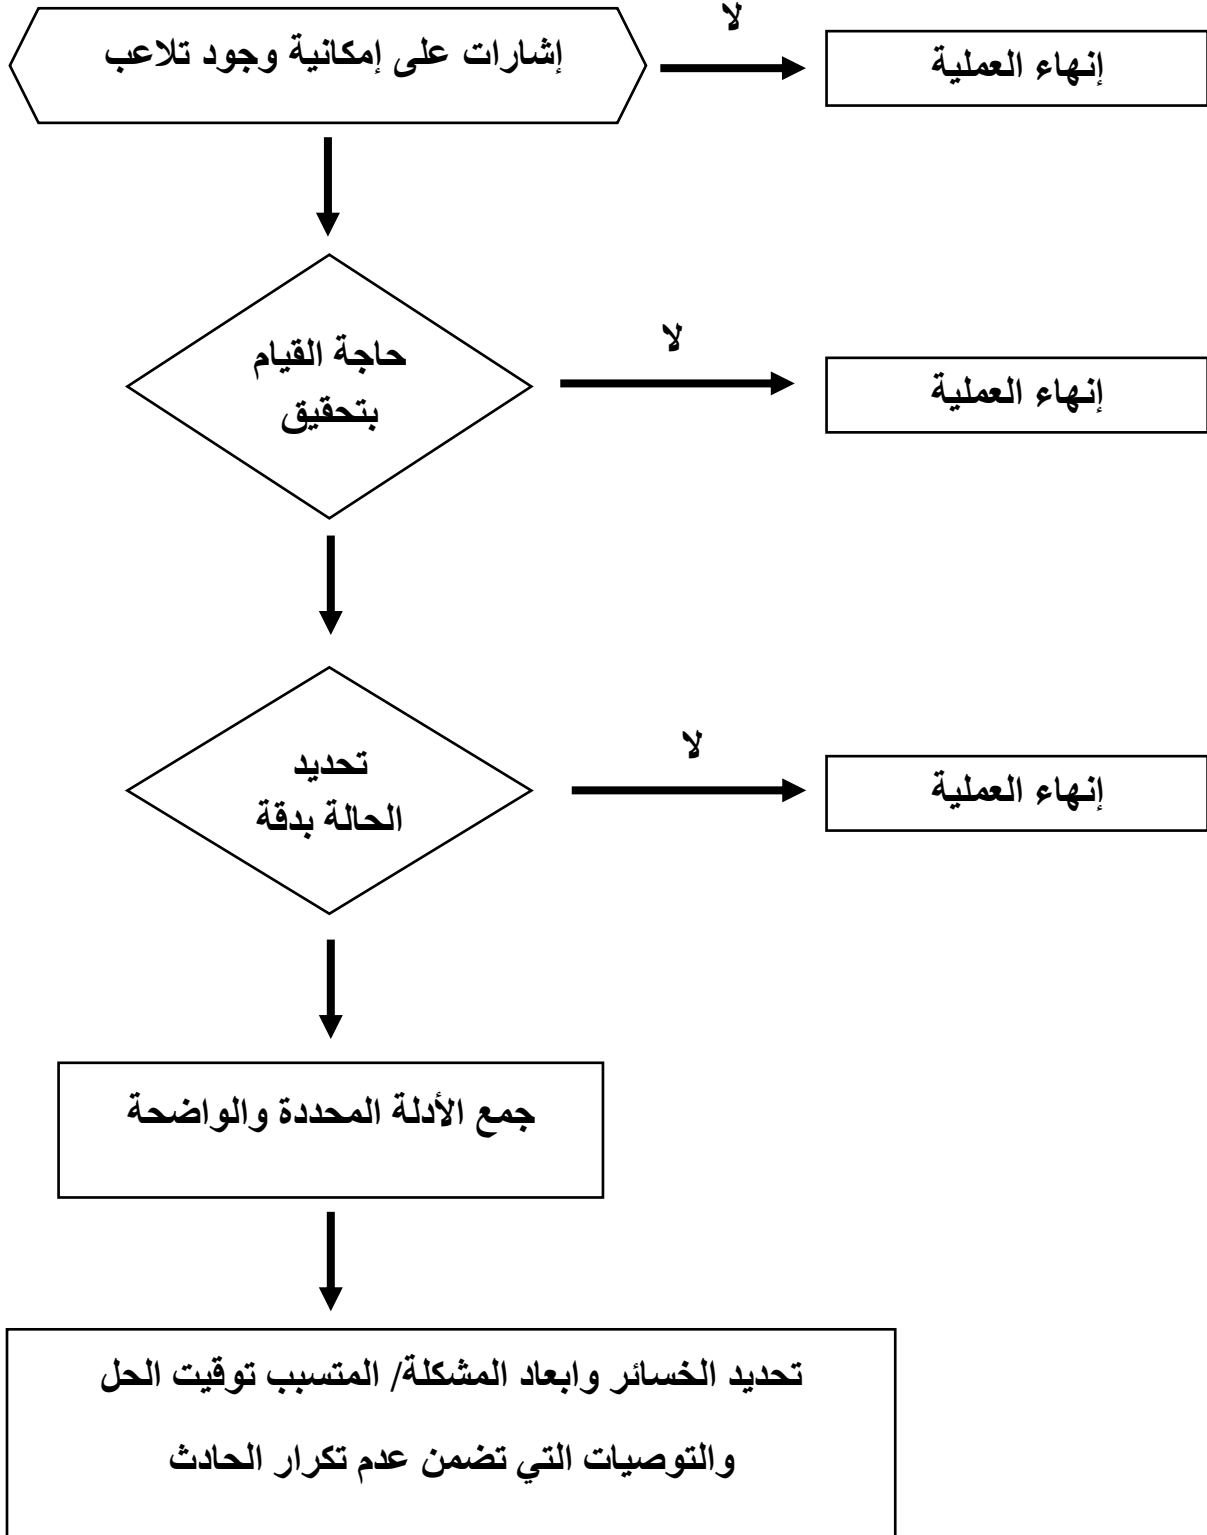 إشارات على إمكانية وجود تلاعب
لا
إنهاء العملية
حاجة القيام
بتحقيق
لا
إنهاء العملية
تحديد
الحالة بدقة
لا
إنهاء العملية
جمع الأدلة المحددة والواضحة
تحديد الخسائر وابعاد المشكلة/ المتسبب توقيت الحل
والتوصيات التي تضمن عدم تكرار الحادث